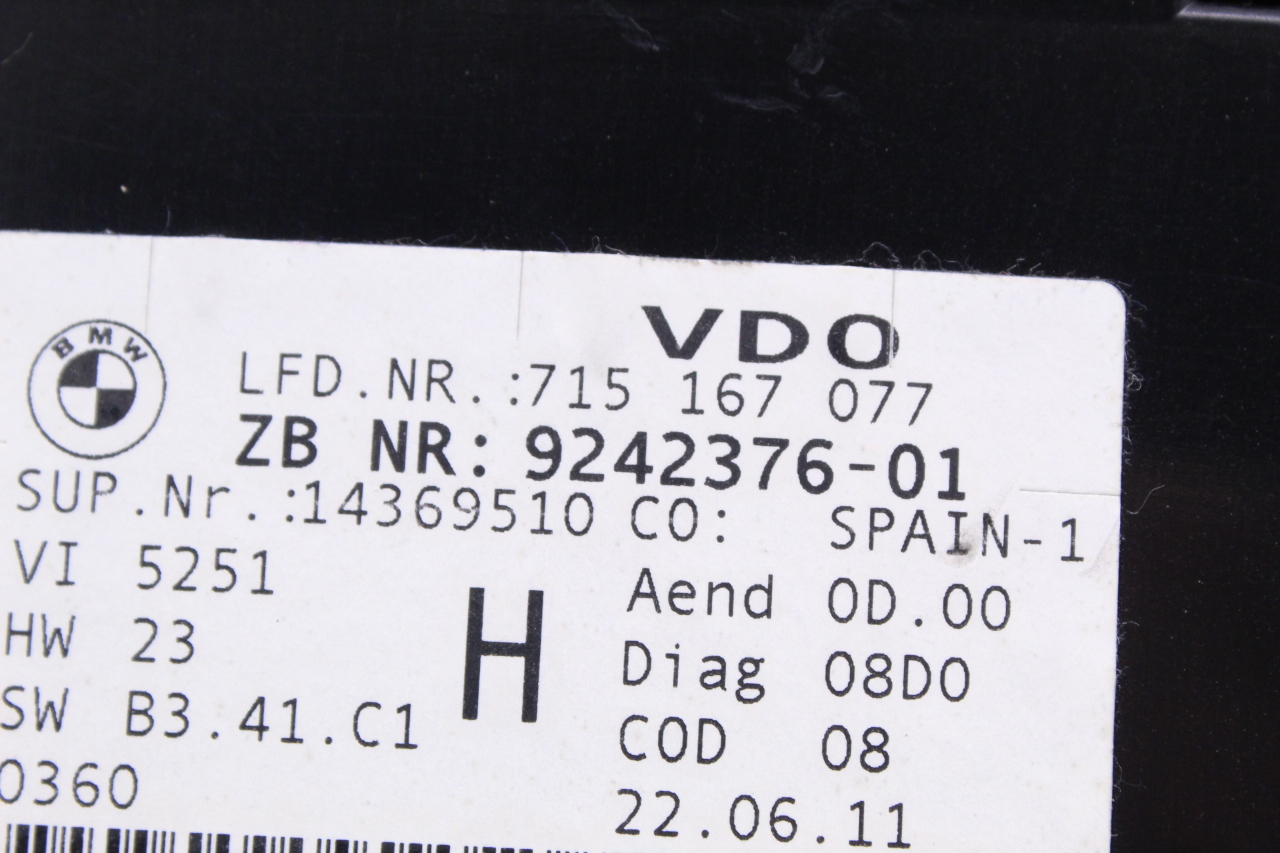 BMW
VDO
LFD.NR.:715 167 077
ZB NR: 9242376-01
SUP.Nr.:14369510 CO: SPAIN-1
VI 5251
Aend 0D.00
HW 23
H
Diag 08D0
SW B3.41.C1
COD 08
0360
22.06.11